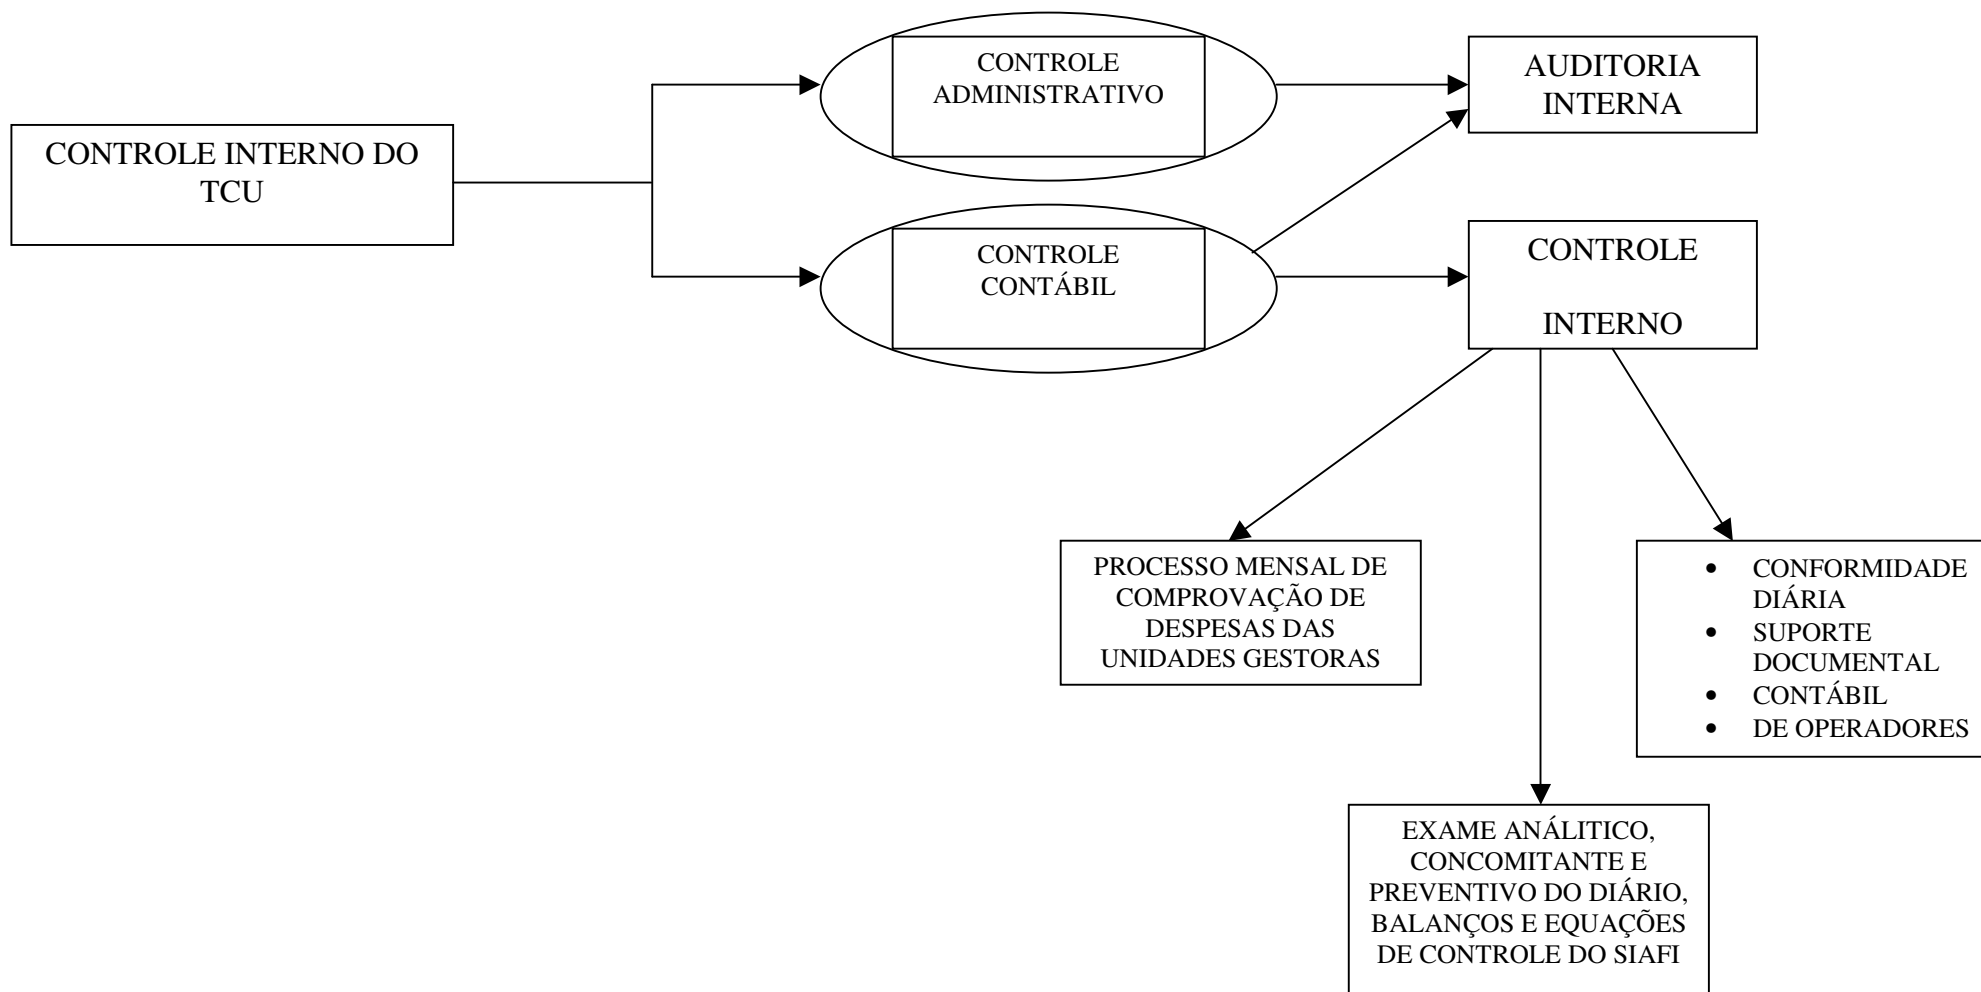 CONTROLE INTERNO DO
TCU
CONTROLE
ADMINISTRATIVO
CONTROLE
CONTÁBIL
AUDITORIA
INTERNA
CONTROLE
INTERNO
PROCESSO MENSAL DE
COMPROVAÇÃO DE
DESPESAS DAS
UNIDADES GESTORAS
EXAME ANÁLITICO,
CONCOMITANTE E
PREVENTIVO DO DIÁRIO,
BALANÇOS E EQUAÇÕES
DE CONTROLE DO SIAFI
• CONFORMIDADE
DIÁRIA
• SUPORTE
DOCUMENTAL
• CONTÁBIL
• DE OPERADORES